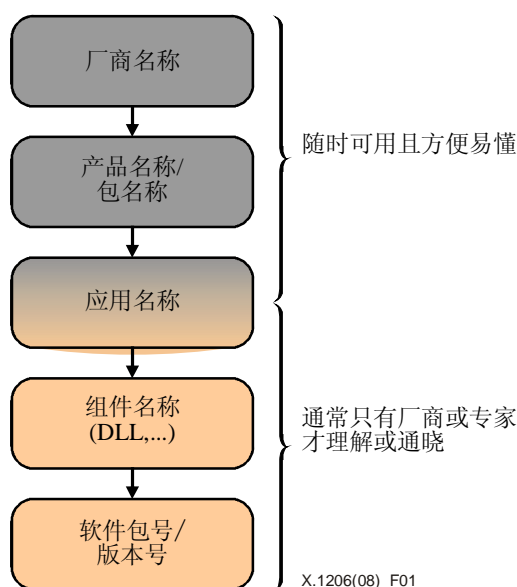 厂商名称
产品名称/
包名称
随时可用且方便易懂
应用名称
组件名称
(DLL,...)
通常只有厂商或专家
才理解或通晓
软件包号/
版本号
X.1206(08)_F01